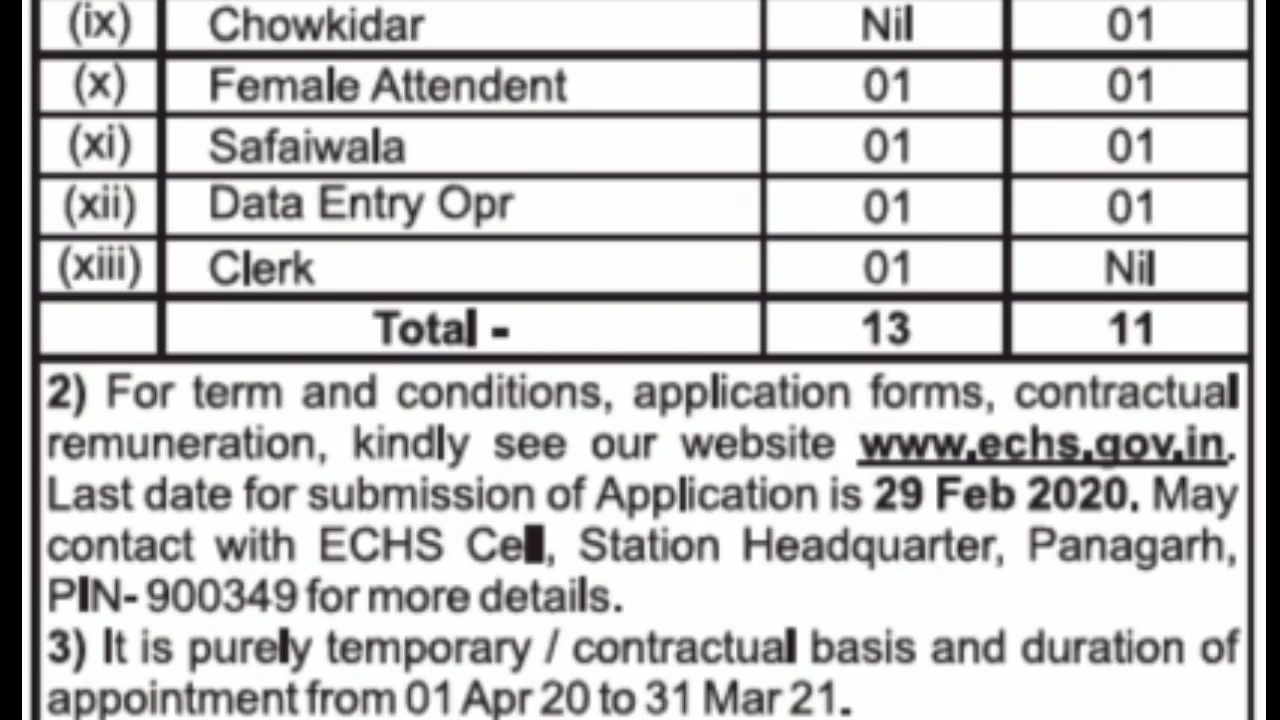 (ix) Chowkidar Nil 01
(x) Female Attendent 01 01
(xi) Safaiwala 01 01
(xii) Data Entry Opr 01 01
(xiii) Clerk 01 Nil
Total - 13 11
2) For term and conditions, application forms, contractual
remuneration, kindly see our website www.echs.gov.in.
Last date for submission of Application is 29 Feb 2020. May
contact with ECHS Cell, Station Headquarter, Panagarh,
PIN- 900349 for more details.
3) It is purely temporary / contractual basis and duration of
appointment from 01 Apr 20 to 31 Mar 21.